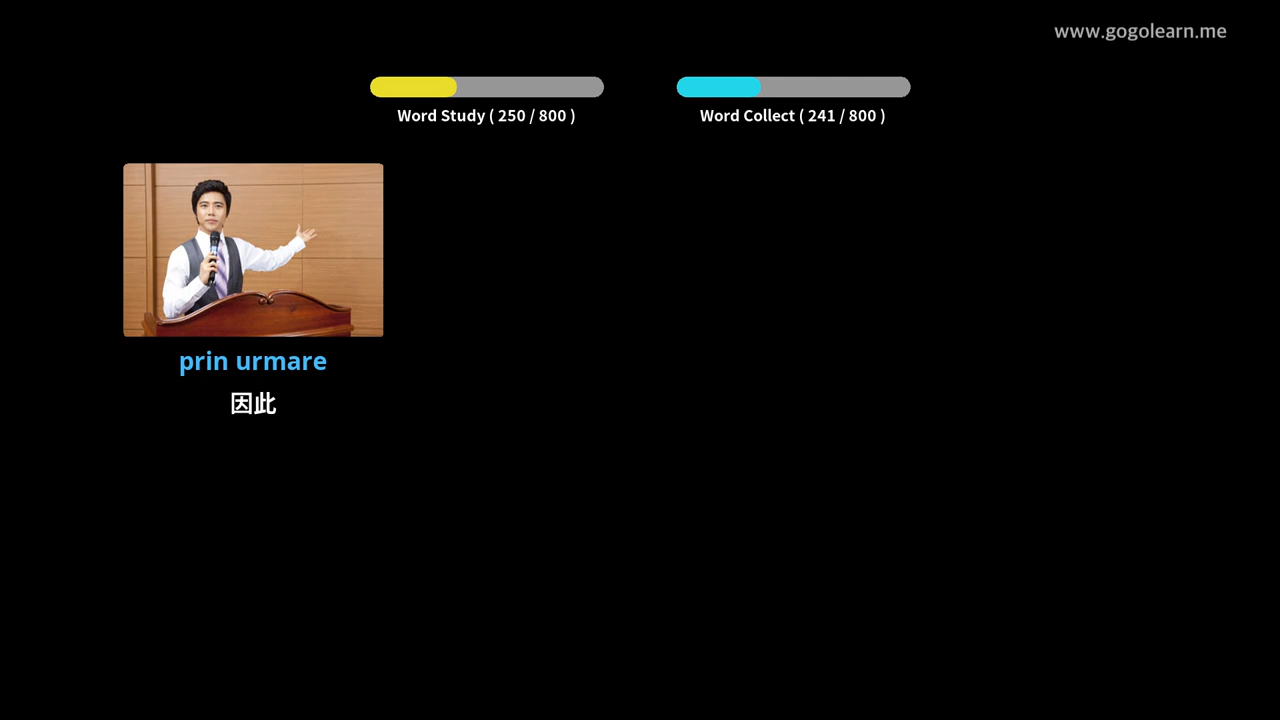 www.gogolearn.me
Word Study ( 250 / 800 )
Word Collect ( 241 / 800 )
prin urmare
因此